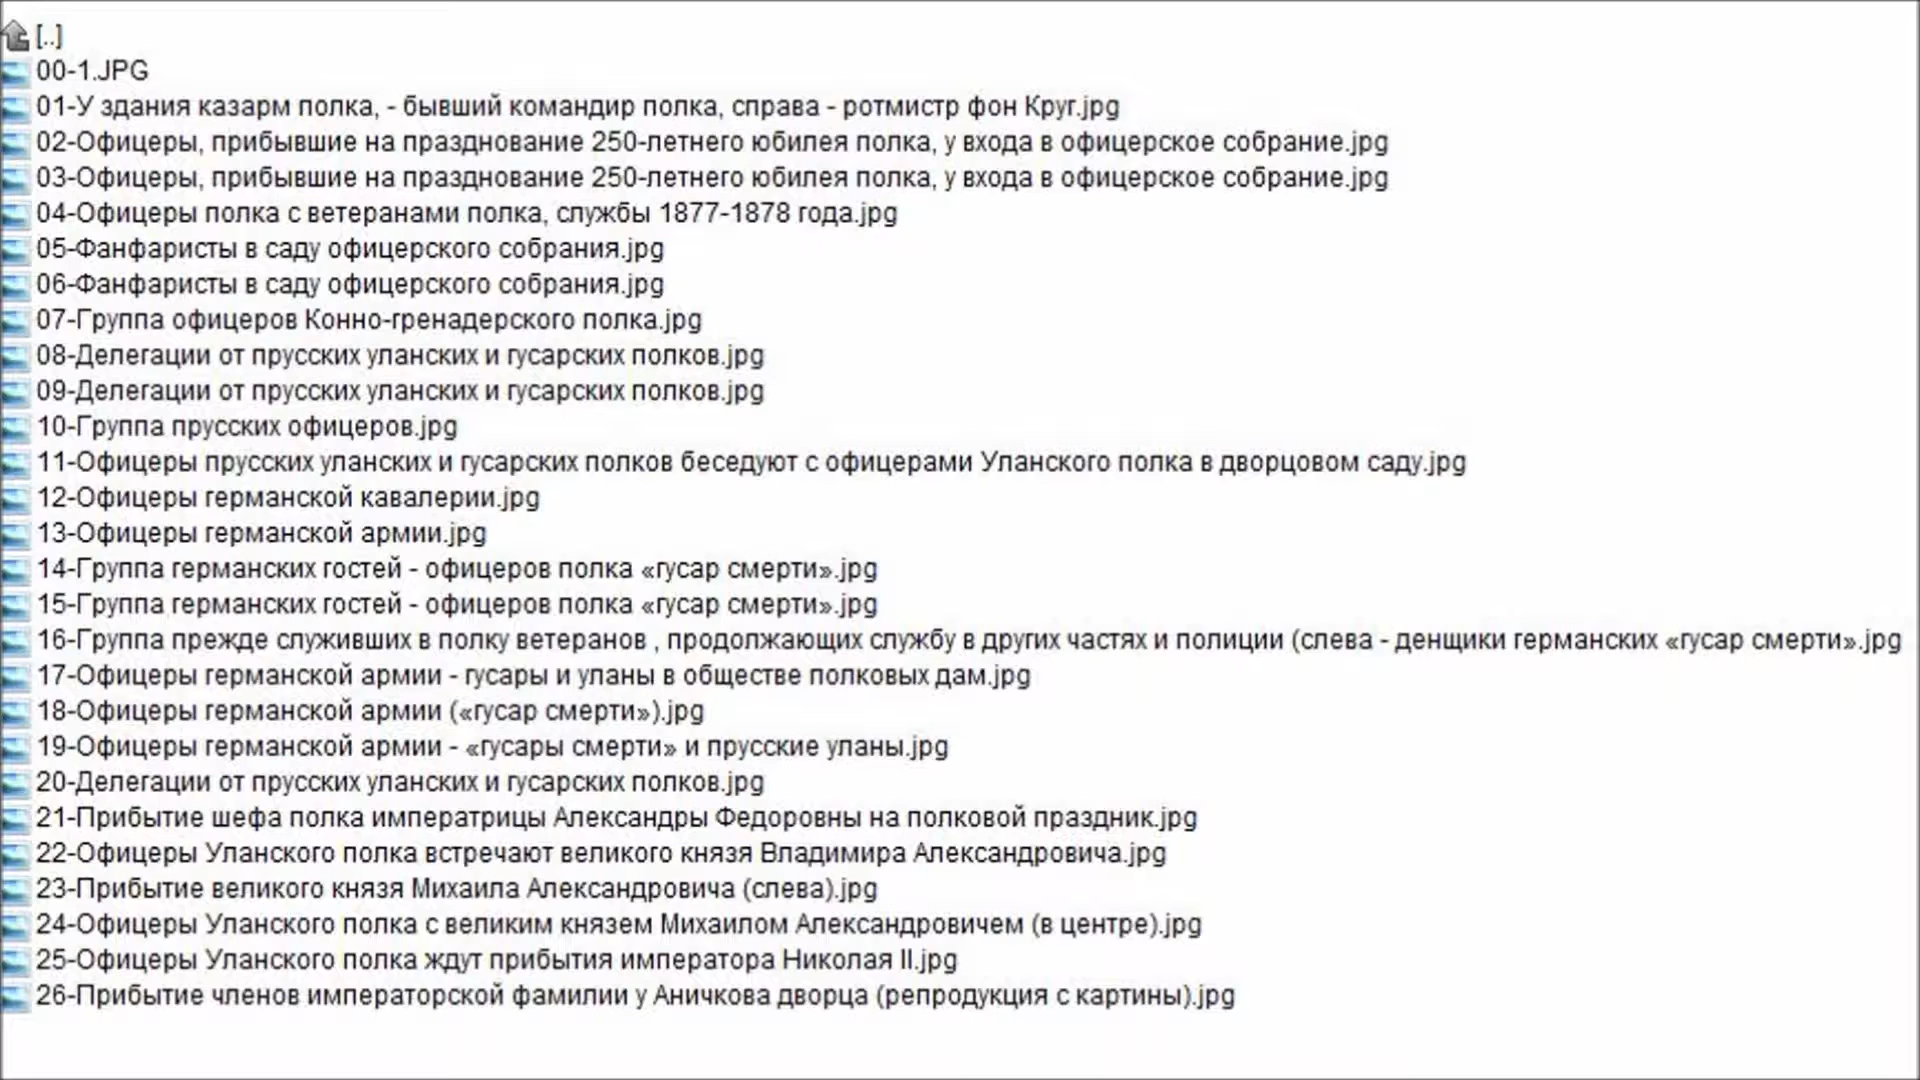 [..]
00-1.JPG
01-У здания казарм полка, - бывший командир полка, справа - ротмистр фон Круг.jpg
02-Офицеры, прибывшие на празднование 250-летнего юбилея полка, у входа в офицерское собрание.jpg
03-Офицеры, прибывшие на празднование 250-летнего юбилея полка, у входа в офицерское собрание.jpg
04-Офицеры полка с ветеранами полка, службы 1877-1878 года.jpg
05-Фанфаристы в саду офицерского собрания.jpg
06-Фанфаристы в саду офицерского собрания.jpg
07-Группа офицеров Конно-гренадерского полка.jpg
08-Делегации от прусских уланских и гусарских полков.jpg
09-Делегации от прусских уланских и гусарских полков.jpg
10-Группа прусских офицеров.jpg
11-Офицеры прусских уланских и гусарских полков беседуют с офицерами Уланского полка в дворцовом саду.jpg
12-Офицеры германской кавалерии.jpg
13-Офицеры германской армии.jpg
14-Группа германских гостей - офицеров полка «гусар смерти».jpg
15-Группа германских гостей - офицеров полка «гусар смерти».jpg
16-Группа прежде служивших в полку ветеранов , продолжающих службу в других частях и полиции (слева - денщики германских «гусар смерти».jpg
17-Офицеры германской армии - гусары и уланы в обществе полковых дам.jpg
18-Офицеры германской армии («гусар смерти»).jpg
19-Офицеры германской армии - «гусары смерти» и прусские уланы.jpg
20-Делегации от прусских уланских и гусарских полков.jpg
21-Прибытие шефа полка императрицы Александры Федоровны на полковой праздник.jpg
22-Офицеры Уланского полка встречают великого князя Владимира Александровича.jpg
23-Прибытие великого князя Михаила Александровича (слева).jpg
24-Офицеры Уланского полка с великим князем Михаилом Александровичем (в центре).jpg
25-Офицеры Уланского полка ждут прибытия императора Николая II.jpg
26-Прибытие членов императорской фамилии у Аничкова дворца (репродукция с картины).jpg